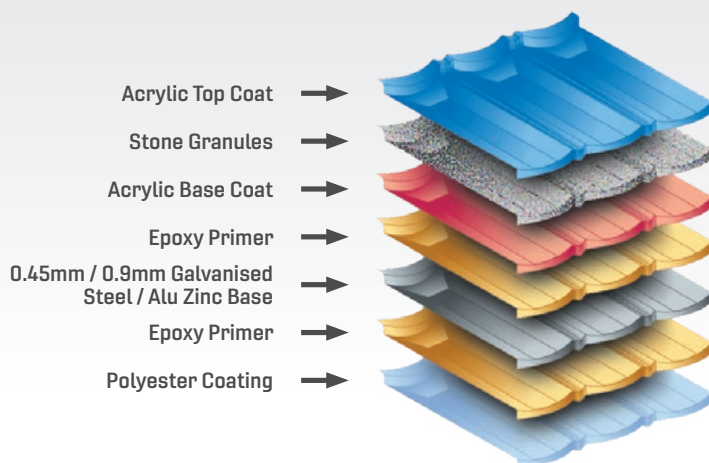 Acrylic Top Coat
Stone Granules
Acrylic Base Coat
Epoxy Primer
0.45mm / 0.9mm Galvanised
Steel / Alu Zinc Base
Epoxy Primer
Polyester Coating